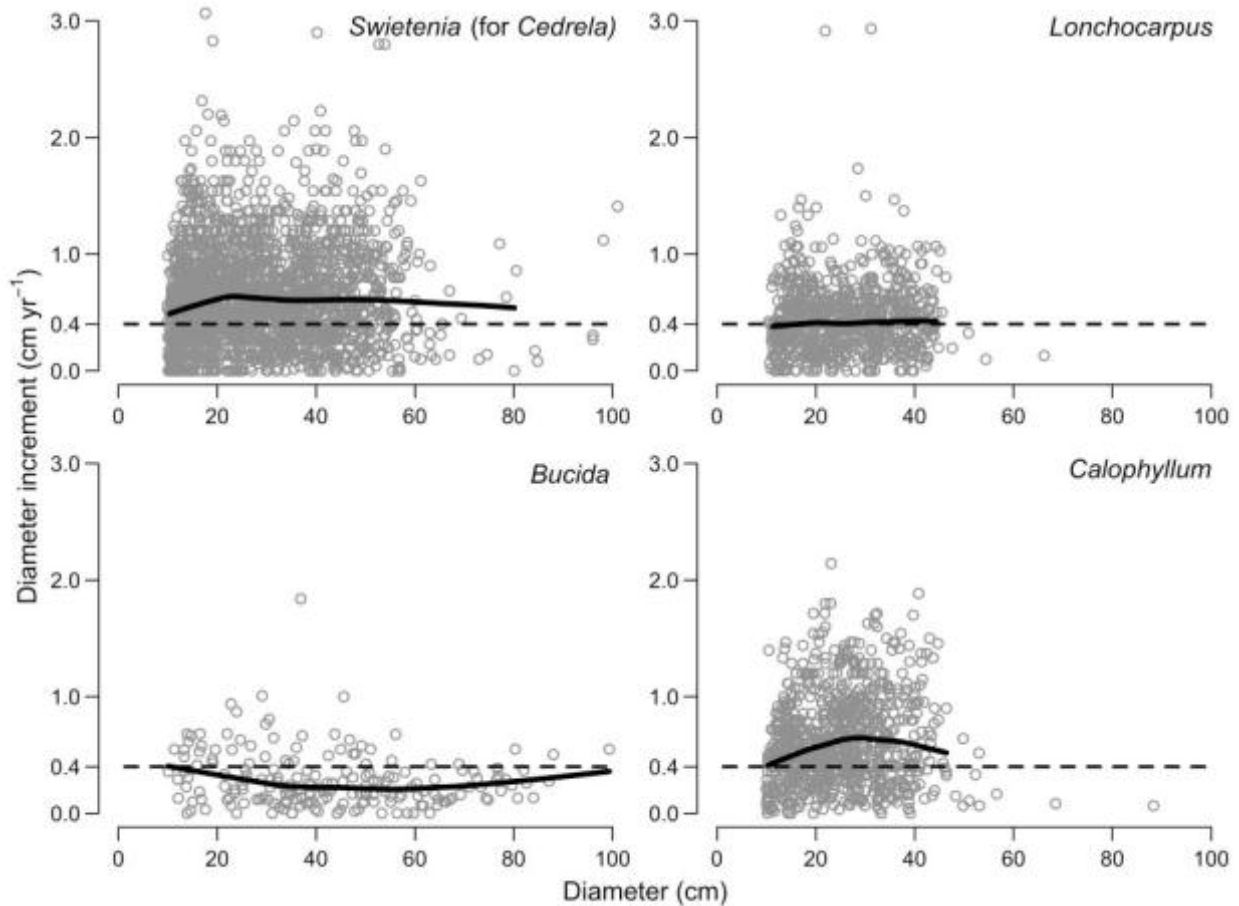 Swietenia (for Cedrela)
Lonchocarpus
3.0 3.0
2.0 2.0
1.0 1.0
0.4 0.4
0.0 0.0
0 20 40 60 80 100 0 20 40 60 80 100
Diameter increment (cm yr⁻¹)
Bucida
Calophyllum
3.0 3.0
2.0 2.0
1.0 1.0
0.4 0.4
0.0 0.0
0 20 40 60 80 100 0 20 40 60 80 100
Diameter (cm)